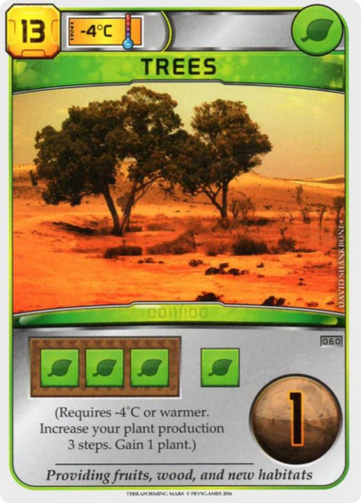 13
-4°C
TREES
DAVID SHANKBONE
0011100
060
(Requires -4°C or warmer.
Increase your plant production
3 steps. Gain 1 plant.)
1
Providing fruits, wood, and new habitats
TERRAFORMING MARS © FRYXGAMES 2016